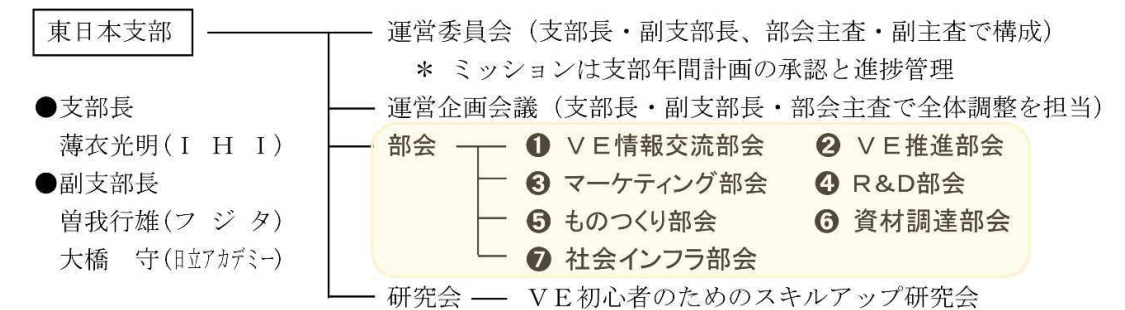 東日本支部
運営委員会（支部長・副支部長、部会主査・副主査で構成）
＊ ミッションは支部年間計画の承認と進捗管理
●支部長
運営企画会議（支部長・副支部長・部会主査で全体調整を担当）
薄衣光明(ＩＨＩ)
部会
❶ ＶＥ情報交流部会
❷ ＶＥ推進部会
●副支部長
❸ マーケティング部会
❹ R&D部会
曽我行雄(フジタ)
❺ ものつくり部会
❻ 資材調達部会
大橋　守(日立ｱｶﾃﾞﾐｰ)
❼ 社会インフラ部会
研究会
ＶＥ初心者のためのスキルアップ研究会